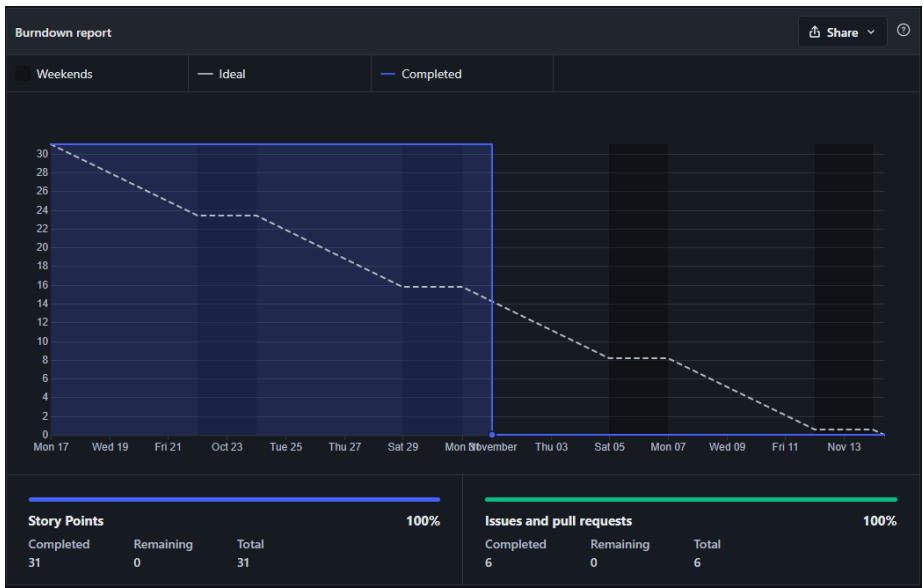 Burndown report
Share
Weekends
Ideal
Completed
30
28
26
24
22
20
18
16
14
12
10
8
6
4
2
0
Mon 17 Wed 19 Fri 21 Oct 23 Tue 25 Thu 27 Sat 29 Mon November Thu 03 Sat 05 Mon 07 Wed 09 Fri 11 Nov 13
Story Points 100%
Completed Remaining Total
31 0 31
Issues and pull requests 100%
Completed Remaining Total
6 0 6